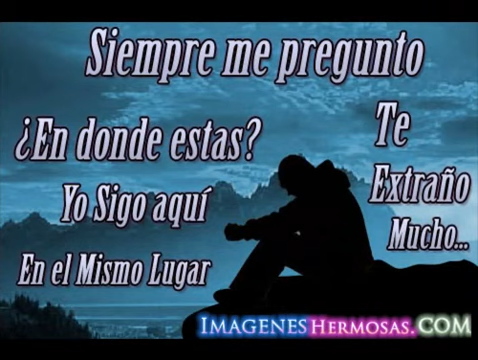 Siempre me pregunto
¿En donde estas?
Yo Sigo aquí
En el Mismo Lugar
Te
Extraño
Mucho...
IMAGENESHERMOSAS.COM